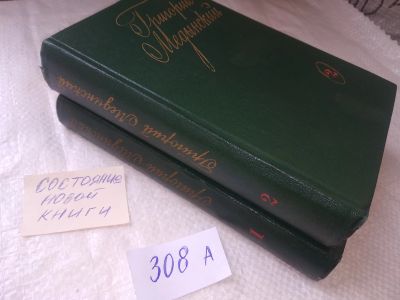 Григорий
Медынский
2
Григорий Медынский
2
Григорий Медынский
1
СОСТОЯНИЕ
НОВОЙ
КНИГИ
308 А